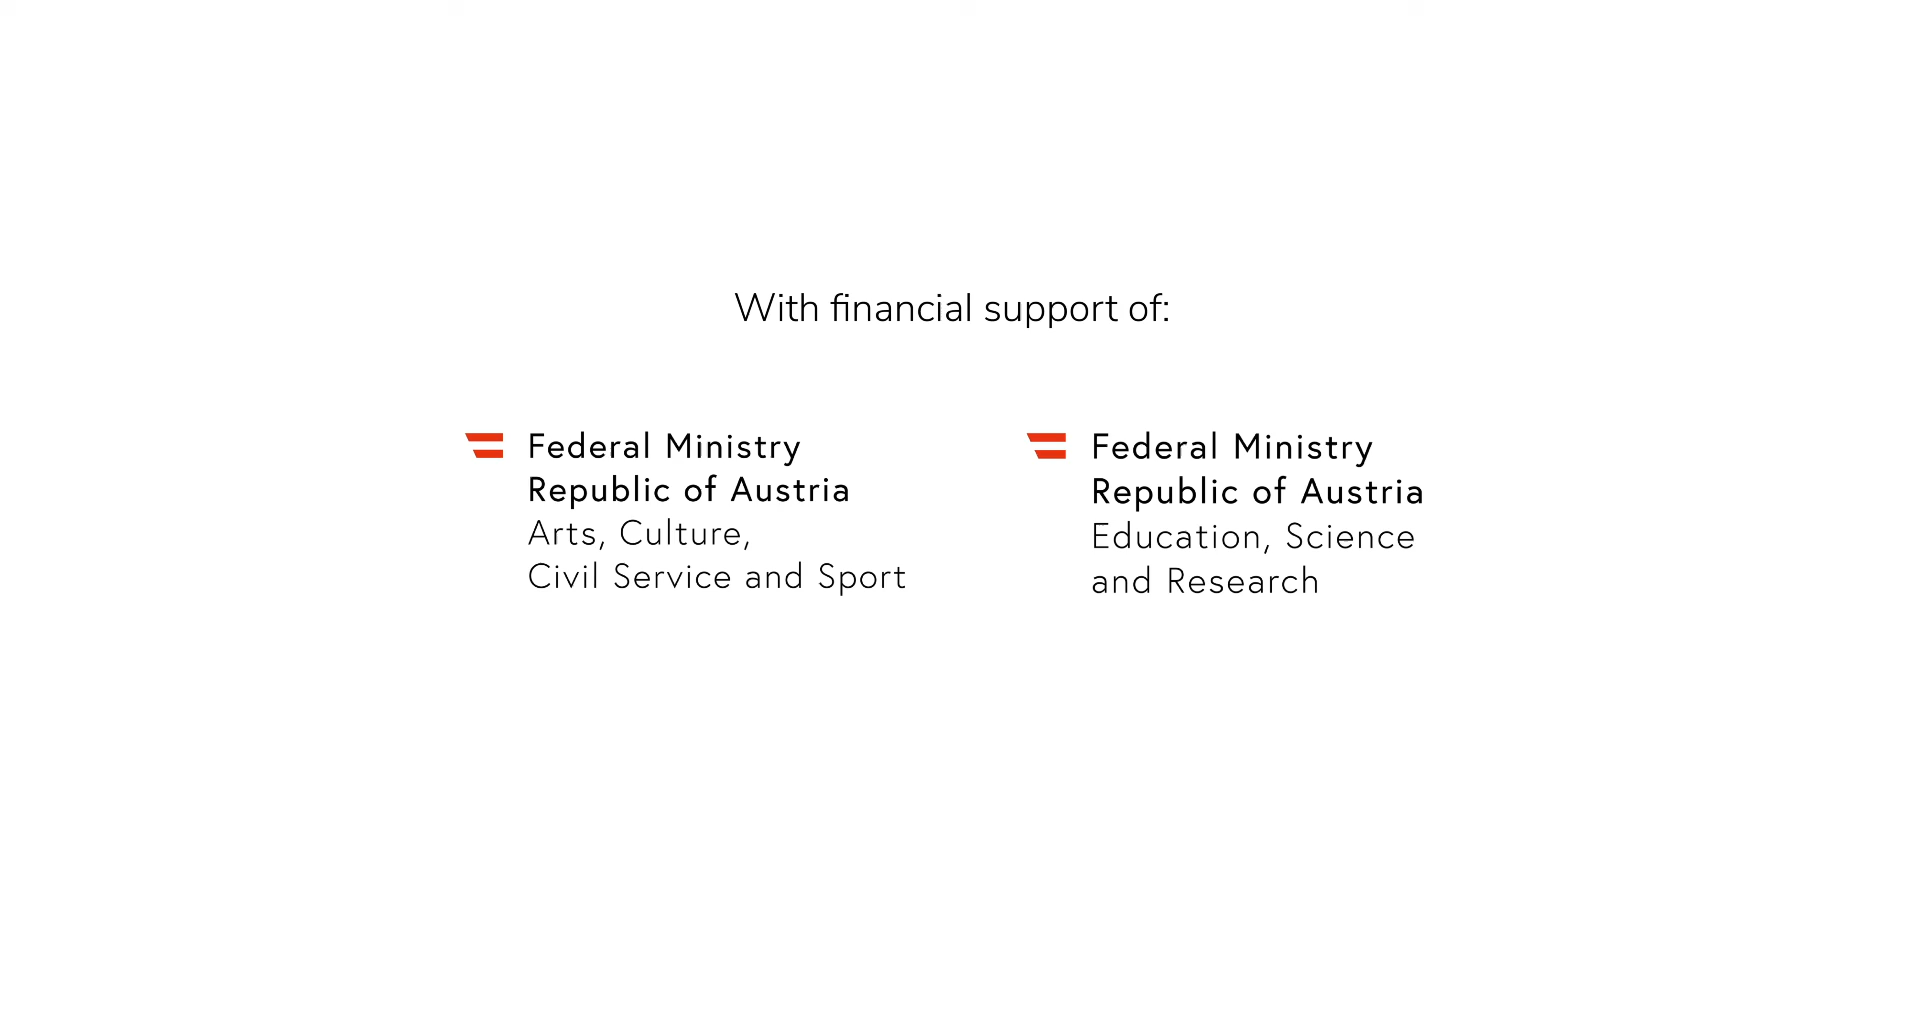 With financial support of:
Federal Ministry
Republic of Austria
Arts, Culture,
Civil Service and Sport
Federal Ministry
Republic of Austria
Education, Science
and Research